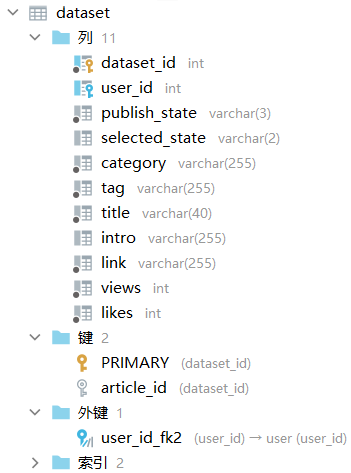 dataset
列 11
dataset_id int
user_id int
publish_state varchar(3)
selected_state varchar(2)
category varchar(255)
tag varchar(255)
title varchar(40)
intro varchar(255)
link varchar(255)
views int
likes int
键 2
PRIMARY (dataset_id)
article_id (dataset_id)
外键 1
user_id_fk2 (user_id) → user (user_id)
索引 2